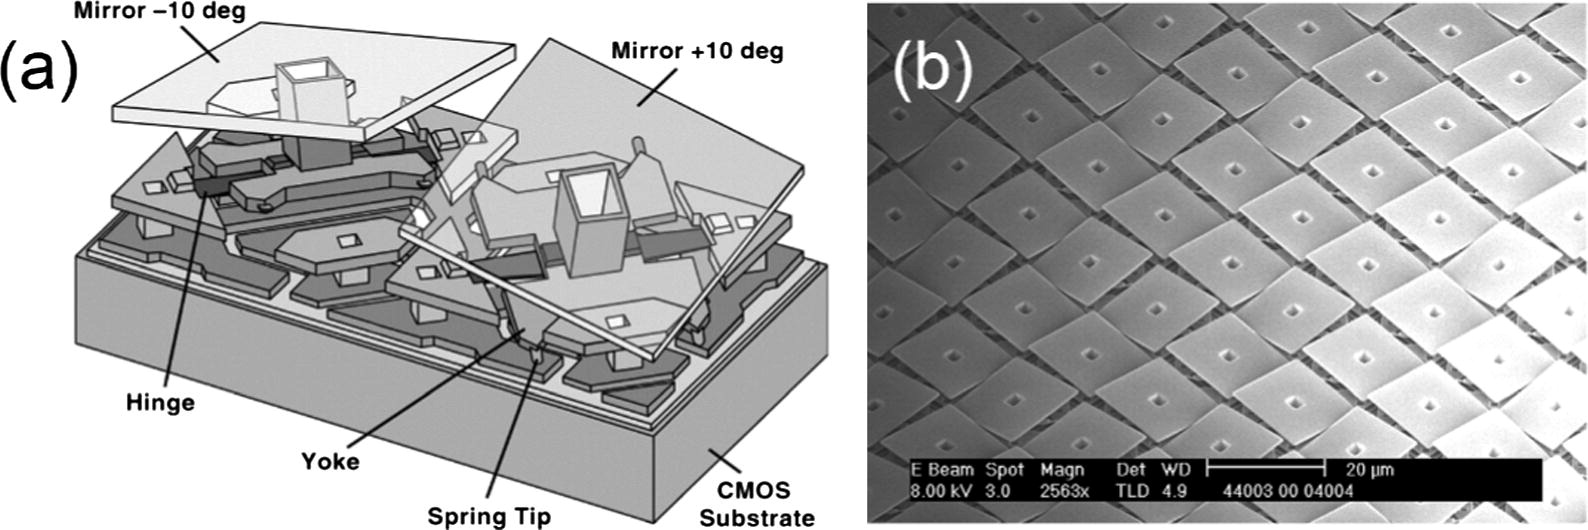 (a)
Mirror –10 deg
Mirror +10 deg
Hinge
Yoke
Spring Tip
CMOS
Substrate
(b)
E Beam Spot Magn Det WD 20 µm
8.00 kV 3.0 2563x TLD 4.9 44003 00 04004